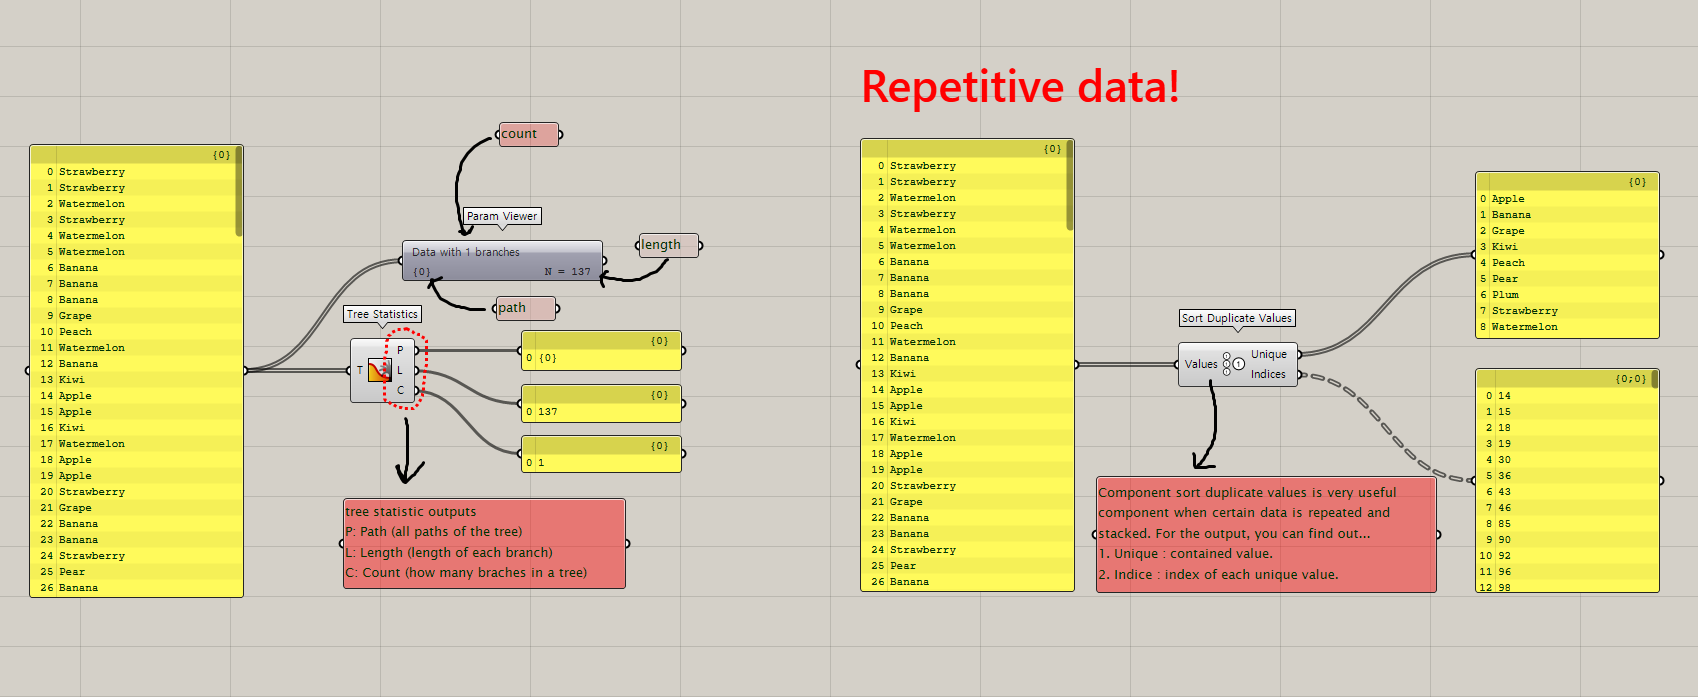 Repetitive data!
count
{0}
0 Strawberry
1 Strawberry
2 Watermelon
3 Strawberry
4 Watermelon
5 Watermelon
6 Banana
7 Banana
8 Banana
9 Grape
10 Peach
11 Watermelon
12 Banana
13 Kiwi
14 Apple
15 Apple
16 Kiwi
17 Watermelon
18 Apple
19 Apple
20 Strawberry
21 Grape
22 Banana
23 Banana
24 Strawberry
25 Pear
26 Banana
Param Viewer
Data with 1 branches
{0} N = 137
length
path
Tree Statistics
T
P
L
C
{0}
0 {0}
{0}
0 137
{0}
0 1
tree statistic outputs
P: Path (all paths of the tree)
L: Length (length of each branch)
C: Count (how many braches in a tree)
{0}
0 Strawberry
1 Strawberry
2 Watermelon
3 Strawberry
4 Watermelon
5 Watermelon
6 Banana
7 Banana
8 Banana
9 Grape
10 Peach
11 Watermelon
12 Banana
13 Kiwi
14 Apple
15 Apple
16 Kiwi
17 Watermelon
18 Apple
19 Apple
20 Strawberry
21 Grape
22 Banana
23 Banana
24 Strawberry
25 Pear
26 Banana
Sort Duplicate Values
Values
1
Unique
Indices
Component sort duplicate values is very useful
component when certain data is repeated and
stacked. For the output, you can find out...
1. Unique : contained value.
2. Indice : index of each unique value.
{0}
0 Apple
1 Banana
2 Grape
3 Kiwi
4 Peach
5 Pear
6 Plum
7 Strawberry
8 Watermelon
{0;0}
0 14
1 15
2 18
3 19
4 30
5 36
6 43
7 46
8 85
9 90
10 92
11 96
12 98